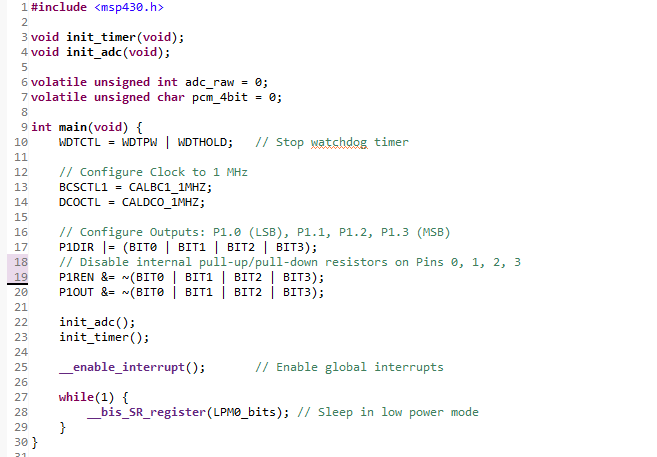 1 #include <msp430.h>
2
3 void init_timer(void);
4 void init_adc(void);
5
6 volatile unsigned int adc_raw = 0;
7 volatile unsigned char pcm_4bit = 0;
8
9 int main(void) {
10     WDTCTL = WDTPW | WDTHOLD;   // Stop watchdog timer
11
12     // Configure Clock to 1 MHz
13     BCSCTL1 = CALBC1_1MHZ;
14     DCOCTL = CALDCO_1MHZ;
15
16     // Configure Outputs: P1.0 (LSB), P1.1, P1.2, P1.3 (MSB)
17     P1DIR |= (BIT0 | BIT1 | BIT2 | BIT3);
18     // Disable internal pull-up/pull-down resistors on Pins 0, 1, 2, 3
19     P1REN &= ~(BIT0 | BIT1 | BIT2 | BIT3);
20     P1OUT &= ~(BIT0 | BIT1 | BIT2 | BIT3);
21
22     init_adc();
23     init_timer();
24
25     __enable_interrupt();       // Enable global interrupts
26
27     while(1) {
28         __bis_SR_register(LPM0_bits); // Sleep in low power mode
29     }
30 }
31